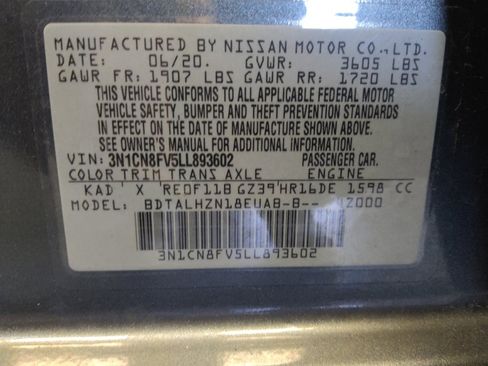 MANUFACTURED BY NISSAN MOTOR CO., LTD.
DATE: 06/20. GVWR: 3605 LBS
GAWR FR: 1907 LBS GAWR RR: 1720 LBS
THIS VEHICLE CONFORMS TO ALL APPLICABLE FEDERAL MOTOR
VEHICLE SAFETY, BUMPER AND THEFT PREVENTION STANDARDS
IN EFFECT ON THE DATE OF MANUFACTURE SHOWN ABOVE.
SEE OWNER'S MANUAL FOR ADDITIONAL INFORMATION.
VIN: 3N1CN8FV5LL893602 PASSENGER CAR.
COLOR TRIM TRANS AXLE ENGINE
KAD X RE0F11B GZ39 HR16DE 1598 CC
MODEL: BDTALHZN18EUAB-B-- Z000
3N1CN8FV5LL893602